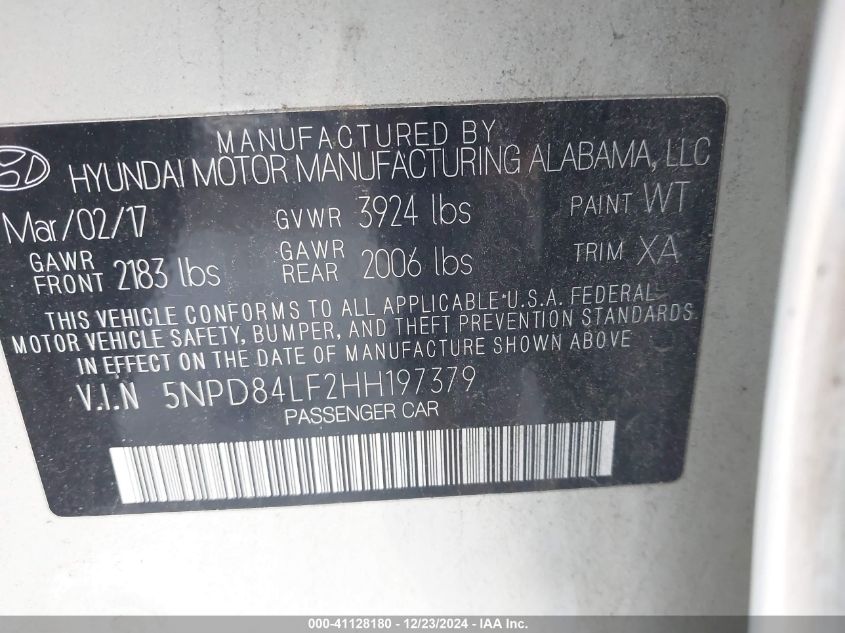 MANUFACTURED BY
HYUNDAI MOTOR MANUFACTURING ALABAMA, LLC
Mar/02/17 GVWR 3924 lbs PAINT WT
GAWR FRONT 2183 lbs GAWR REAR 2006 lbs TRIM XA
THIS VEHICLE CONFORMS TO ALL APPLICABLE U.S.A. FEDERAL
MOTOR VEHICLE SAFETY, BUMPER, AND THEFT PREVENTION STANDARDS
IN EFFECT ON THE DATE OF MANUFACTURE SHOWN ABOVE
V.I.N 5NPD84LF2HH197379
PASSENGER CAR
000-41128180 - 12/23/2024 - IAA, Inc.